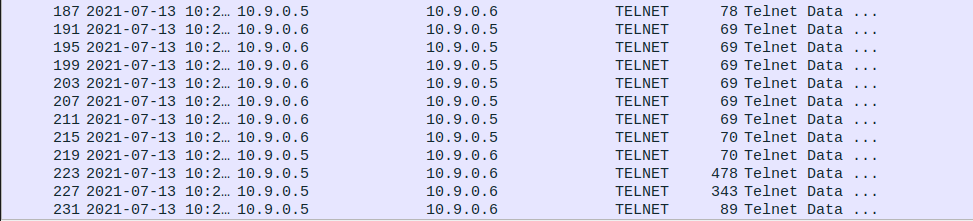 187 2021-07-13 10:2… 10.9.0.5 10.9.0.6 TELNET 78 Telnet Data ...
191 2021-07-13 10:2… 10.9.0.6 10.9.0.5 TELNET 69 Telnet Data ...
195 2021-07-13 10:2… 10.9.0.6 10.9.0.5 TELNET 69 Telnet Data ...
199 2021-07-13 10:2… 10.9.0.6 10.9.0.5 TELNET 69 Telnet Data ...
203 2021-07-13 10:2… 10.9.0.6 10.9.0.5 TELNET 69 Telnet Data ...
207 2021-07-13 10:2… 10.9.0.6 10.9.0.5 TELNET 69 Telnet Data ...
211 2021-07-13 10:2… 10.9.0.6 10.9.0.5 TELNET 69 Telnet Data ...
215 2021-07-13 10:2… 10.9.0.6 10.9.0.5 TELNET 70 Telnet Data ...
219 2021-07-13 10:2… 10.9.0.5 10.9.0.6 TELNET 70 Telnet Data ...
223 2021-07-13 10:2… 10.9.0.5 10.9.0.6 TELNET 478 Telnet Data ...
227 2021-07-13 10:2… 10.9.0.5 10.9.0.6 TELNET 343 Telnet Data ...
231 2021-07-13 10:2… 10.9.0.5 10.9.0.6 TELNET 89 Telnet Data ...